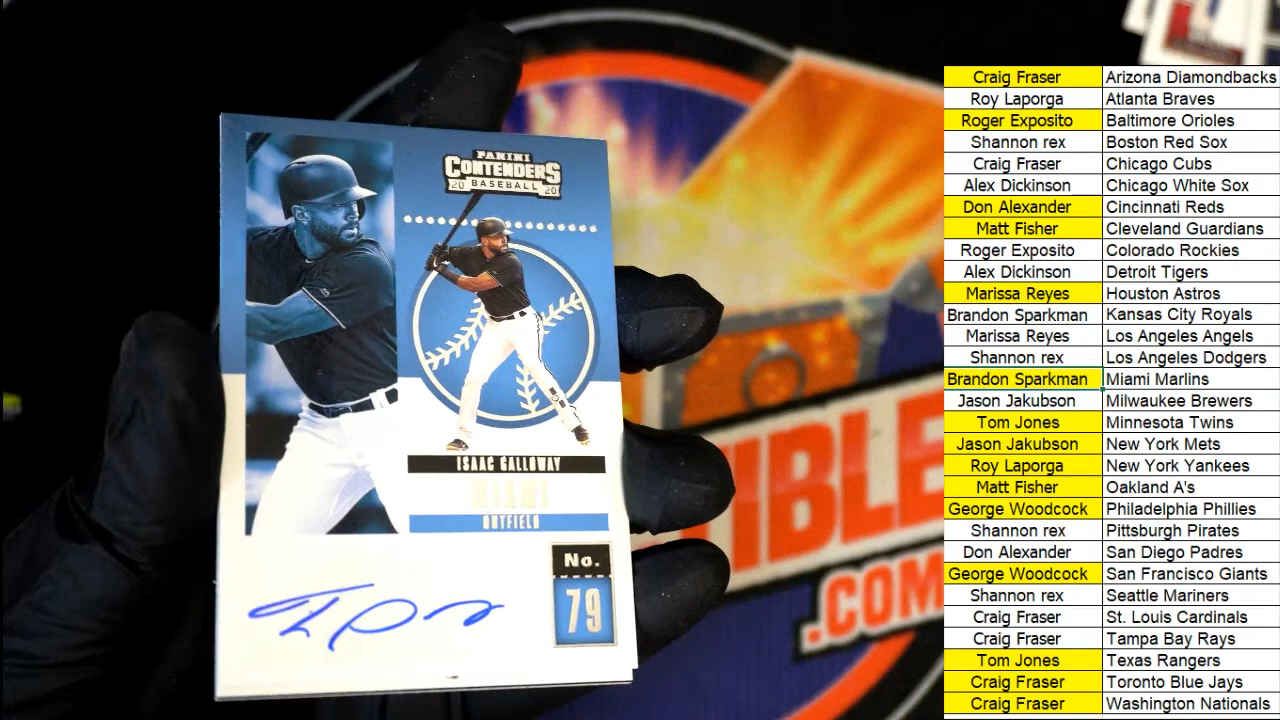 PANINI
CONTENDERS
20 BASEBALL 20
ISAAC GALLOWAY
MIAMI
OUTFIELD
No.
79
IBLE
.COM
Craig Fraser Arizona Diamondbacks
Roy Laporga Atlanta Braves
Roger Exposito Baltimore Orioles
Shannon rex Boston Red Sox
Craig Fraser Chicago Cubs
Alex Dickinson Chicago White Sox
Don Alexander Cincinnati Reds
Matt Fisher Cleveland Guardians
Roger Exposito Colorado Rockies
Alex Dickinson Detroit Tigers
Marissa Reyes Houston Astros
Brandon Sparkman Kansas City Royals
Marissa Reyes Los Angeles Angels
Shannon rex Los Angeles Dodgers
Brandon Sparkman Miami Marlins
Jason Jakubson Milwaukee Brewers
Tom Jones Minnesota Twins
Jason Jakubson New York Mets
Roy Laporga New York Yankees
Matt Fisher Oakland A's
George Woodcock Philadelphia Phillies
Shannon rex Pittsburgh Pirates
Don Alexander San Diego Padres
George Woodcock San Francisco Giants
Shannon rex Seattle Mariners
Craig Fraser St. Louis Cardinals
Craig Fraser Tampa Bay Rays
Tom Jones Texas Rangers
Craig Fraser Toronto Blue Jays
Craig Fraser Washington Nationals